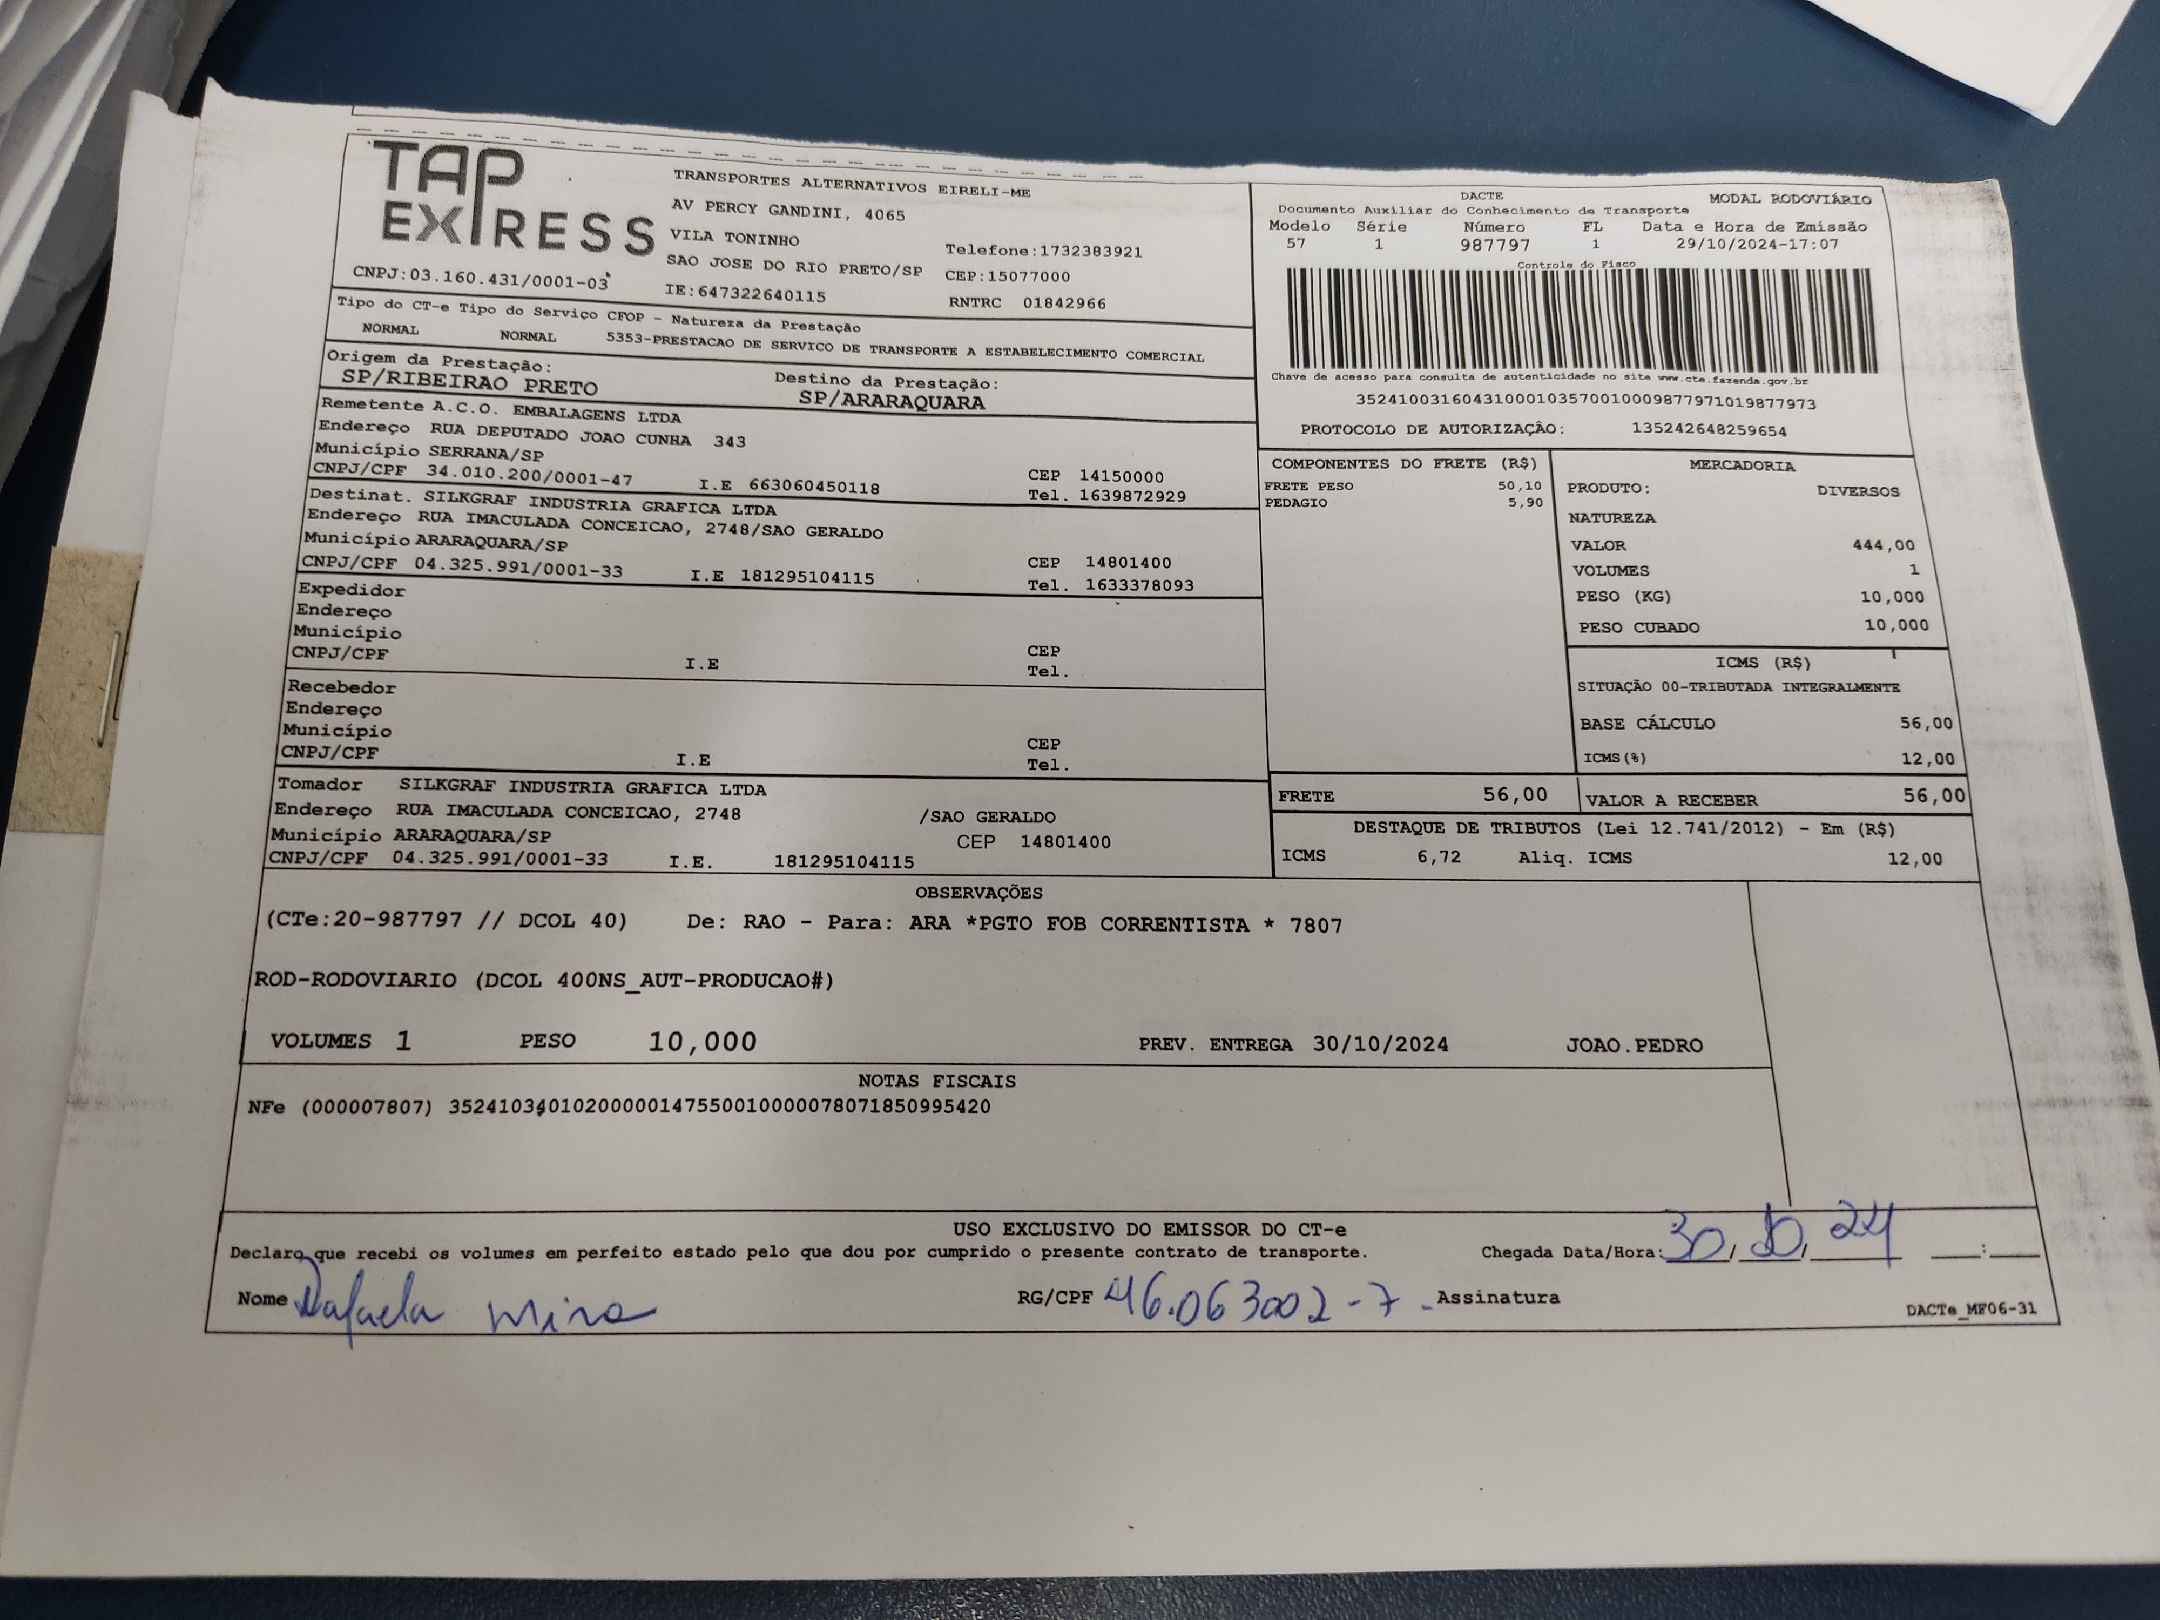 TAP EXPRESS
TRANSPORTES ALTERNATIVOS EIRELI-ME
AV PERCY GANDINI, 4065
VILA TONINHO
Telefone:1732383921
SAO JOSE DO RIO PRETO/SP CEP:15077000
CNPJ:03.160.431/0001-03 IE:647322640115 RNTRC 01842966
DACTE MODAL RODOVIÁRIO
Documento Auxiliar do Conhecimento de Transporte
Modelo Série Número FL Data e Hora de Emissão
57 1 987797 1 29/10/2024-17:07
Controle do Fisco
Chave de acesso para consulta de autenticidade no site www.cte.fazenda.gov.br
35241003160431000103570010009877971019877973
PROTOCOLO DE AUTORIZAÇÃO: 135242648259654
Tipo do CT-e Tipo do Serviço CFOP - Natureza da Prestação
NORMAL NORMAL 5353-PRESTACAO DE SERVICO DE TRANSPORTE A ESTABELECIMENTO COMERCIAL
Origem da Prestação: Destino da Prestação:
SP/RIBEIRAO PRETO SP/ARARAQUARA
Remetente A.C.O. EMBALAGENS LTDA
Endereço RUA DEPUTADO JOAO CUNHA 343
Município SERRANA/SP CEP 14150000
CNPJ/CPF 34.010.200/0001-47 I.E 663060450118 Tel. 1639872929
Destinat. SILKGRAF INDUSTRIA GRAFICA LTDA
Endereço RUA IMACULADA CONCEICAO, 2748/SAO GERALDO
Município ARARAQUARA/SP CEP 14801400
CNPJ/CPF 04.325.991/0001-33 I.E 181295104115 Tel. 1633378093
Expedidor
Endereço
Município CEP
CNPJ/CPF I.E Tel.
Recebedor
Endereço
Município CEP
CNPJ/CPF I.E Tel.
Tomador SILKGRAF INDUSTRIA GRAFICA LTDA
Endereço RUA IMACULADA CONCEICAO, 2748 /SAO GERALDO
Município ARARAQUARA/SP CEP 14801400
CNPJ/CPF 04.325.991/0001-33 I.E. 181295104115
COMPONENTES DO FRETE (R$)
FRETE PESO 50,10
PEDAGIO 5,90
MERCADORIA
PRODUTO: DIVERSOS
NATUREZA
VALOR 444,00
VOLUMES 1
PESO (KG) 10,000
PESO CUBADO 10,000
ICMS (R$)
SITUAÇÃO 00-TRIBUTADA INTEGRALMENTE
BASE CÁLCULO 56,00
ICMS(%) 12,00
FRETE 56,00 VALOR A RECEBER 56,00
DESTAQUE DE TRIBUTOS (Lei 12.741/2012) - Em (R$)
ICMS 6,72 Aliq. ICMS 12,00
OBSERVAÇÕES
(CTe:20-987797 // DCOL 40) De: RAO - Para: ARA *PGTO FOB CORRENTISTA * 7807
ROD-RODOVIARIO (DCOL 400NS_AUT-PRODUCAO#)
VOLUMES 1 PESO 10,000 PREV. ENTREGA 30/10/2024 JOAO.PEDRO
NOTAS FISCAIS
NFe (000007807) 35241034010200000147550010000078071850995420
USO EXCLUSIVO DO EMISSOR DO CT-e
Declaro que recebi os volumes em perfeito estado pelo que dou por cumprido o presente contrato de transporte. Chegada Data/Hora: 30/10/24 __:__
Nome Rafaela Mira RG/CPF 46.063002-7 Assinatura
DACTe_MF06-31